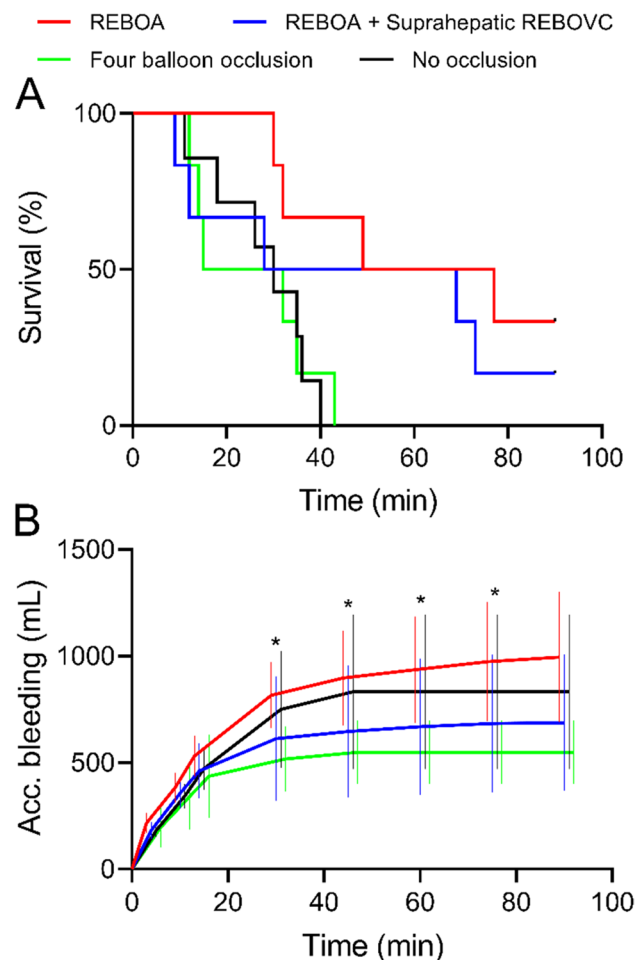 REBOA REBOA + Suprahepatic REBOVC
Four balloon occlusion No occlusion
A
100
50
0
Survival (%)
0 20 40 60 80 100
Time (min)
B
1500
1000
500
0
Acc. bleeding (mL)
* * * *
0 20 40 60 80 100
Time (min)